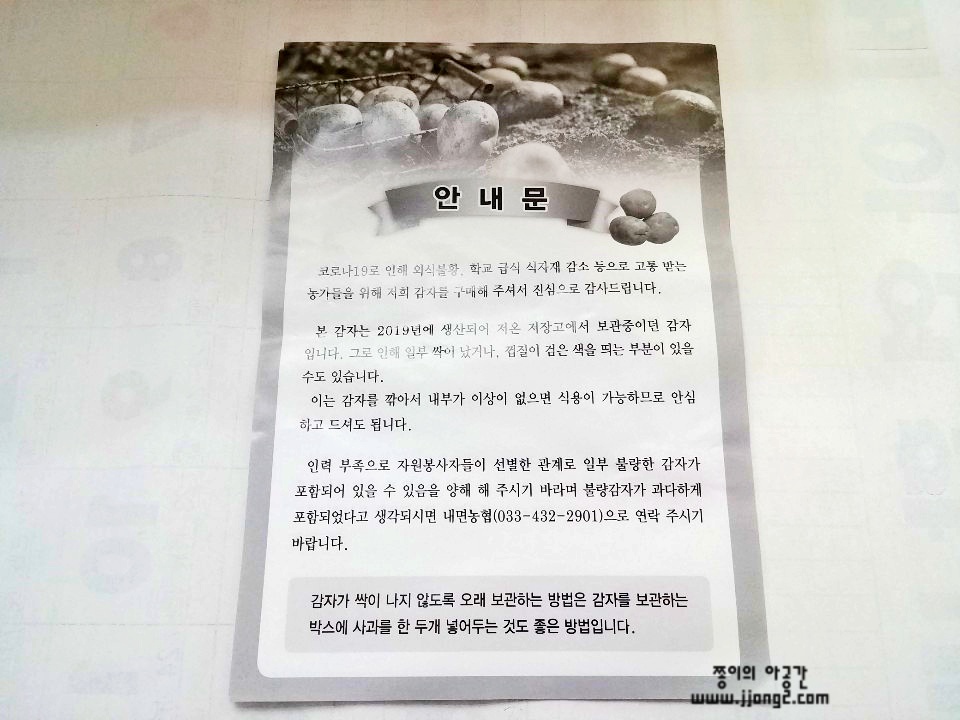 안 내 문
코로나19로 인해 외식불황, 학교 급식 식자재 감소 등으로 고통 받는
농가들을 위해 저희 감자를 구매해 주셔서 진심으로 감사드립니다.
본 감자는 2019년에 생산되어 저온 저장고에서 보관중이던 감자
입니다. 그로 인해 일부 싹이 났거나, 껍질이 검은 색을 띄는 부분이 있을
수도 있습니다.
이는 감자를 깎아서 내부가 이상이 없으면 식용이 가능하므로 안심
하고 드셔도 됩니다.
인력 부족으로 자원봉사자들이 선별한 관계로 일부 불량한 감자가
포함되어 있을 수 있음을 양해 해 주시기 바라며 불량감자가 과다하게
포함되었다고 생각되시면 내면농협(033-432-2901)으로 연락 주시기
바랍니다.
감자가 싹이 나지 않도록 오래 보관하는 방법은 감자를 보관하는
박스에 사과를 한 두개 넣어두는 것도 좋은 방법입니다.
쫑이의 아공간
www.jjong2.com